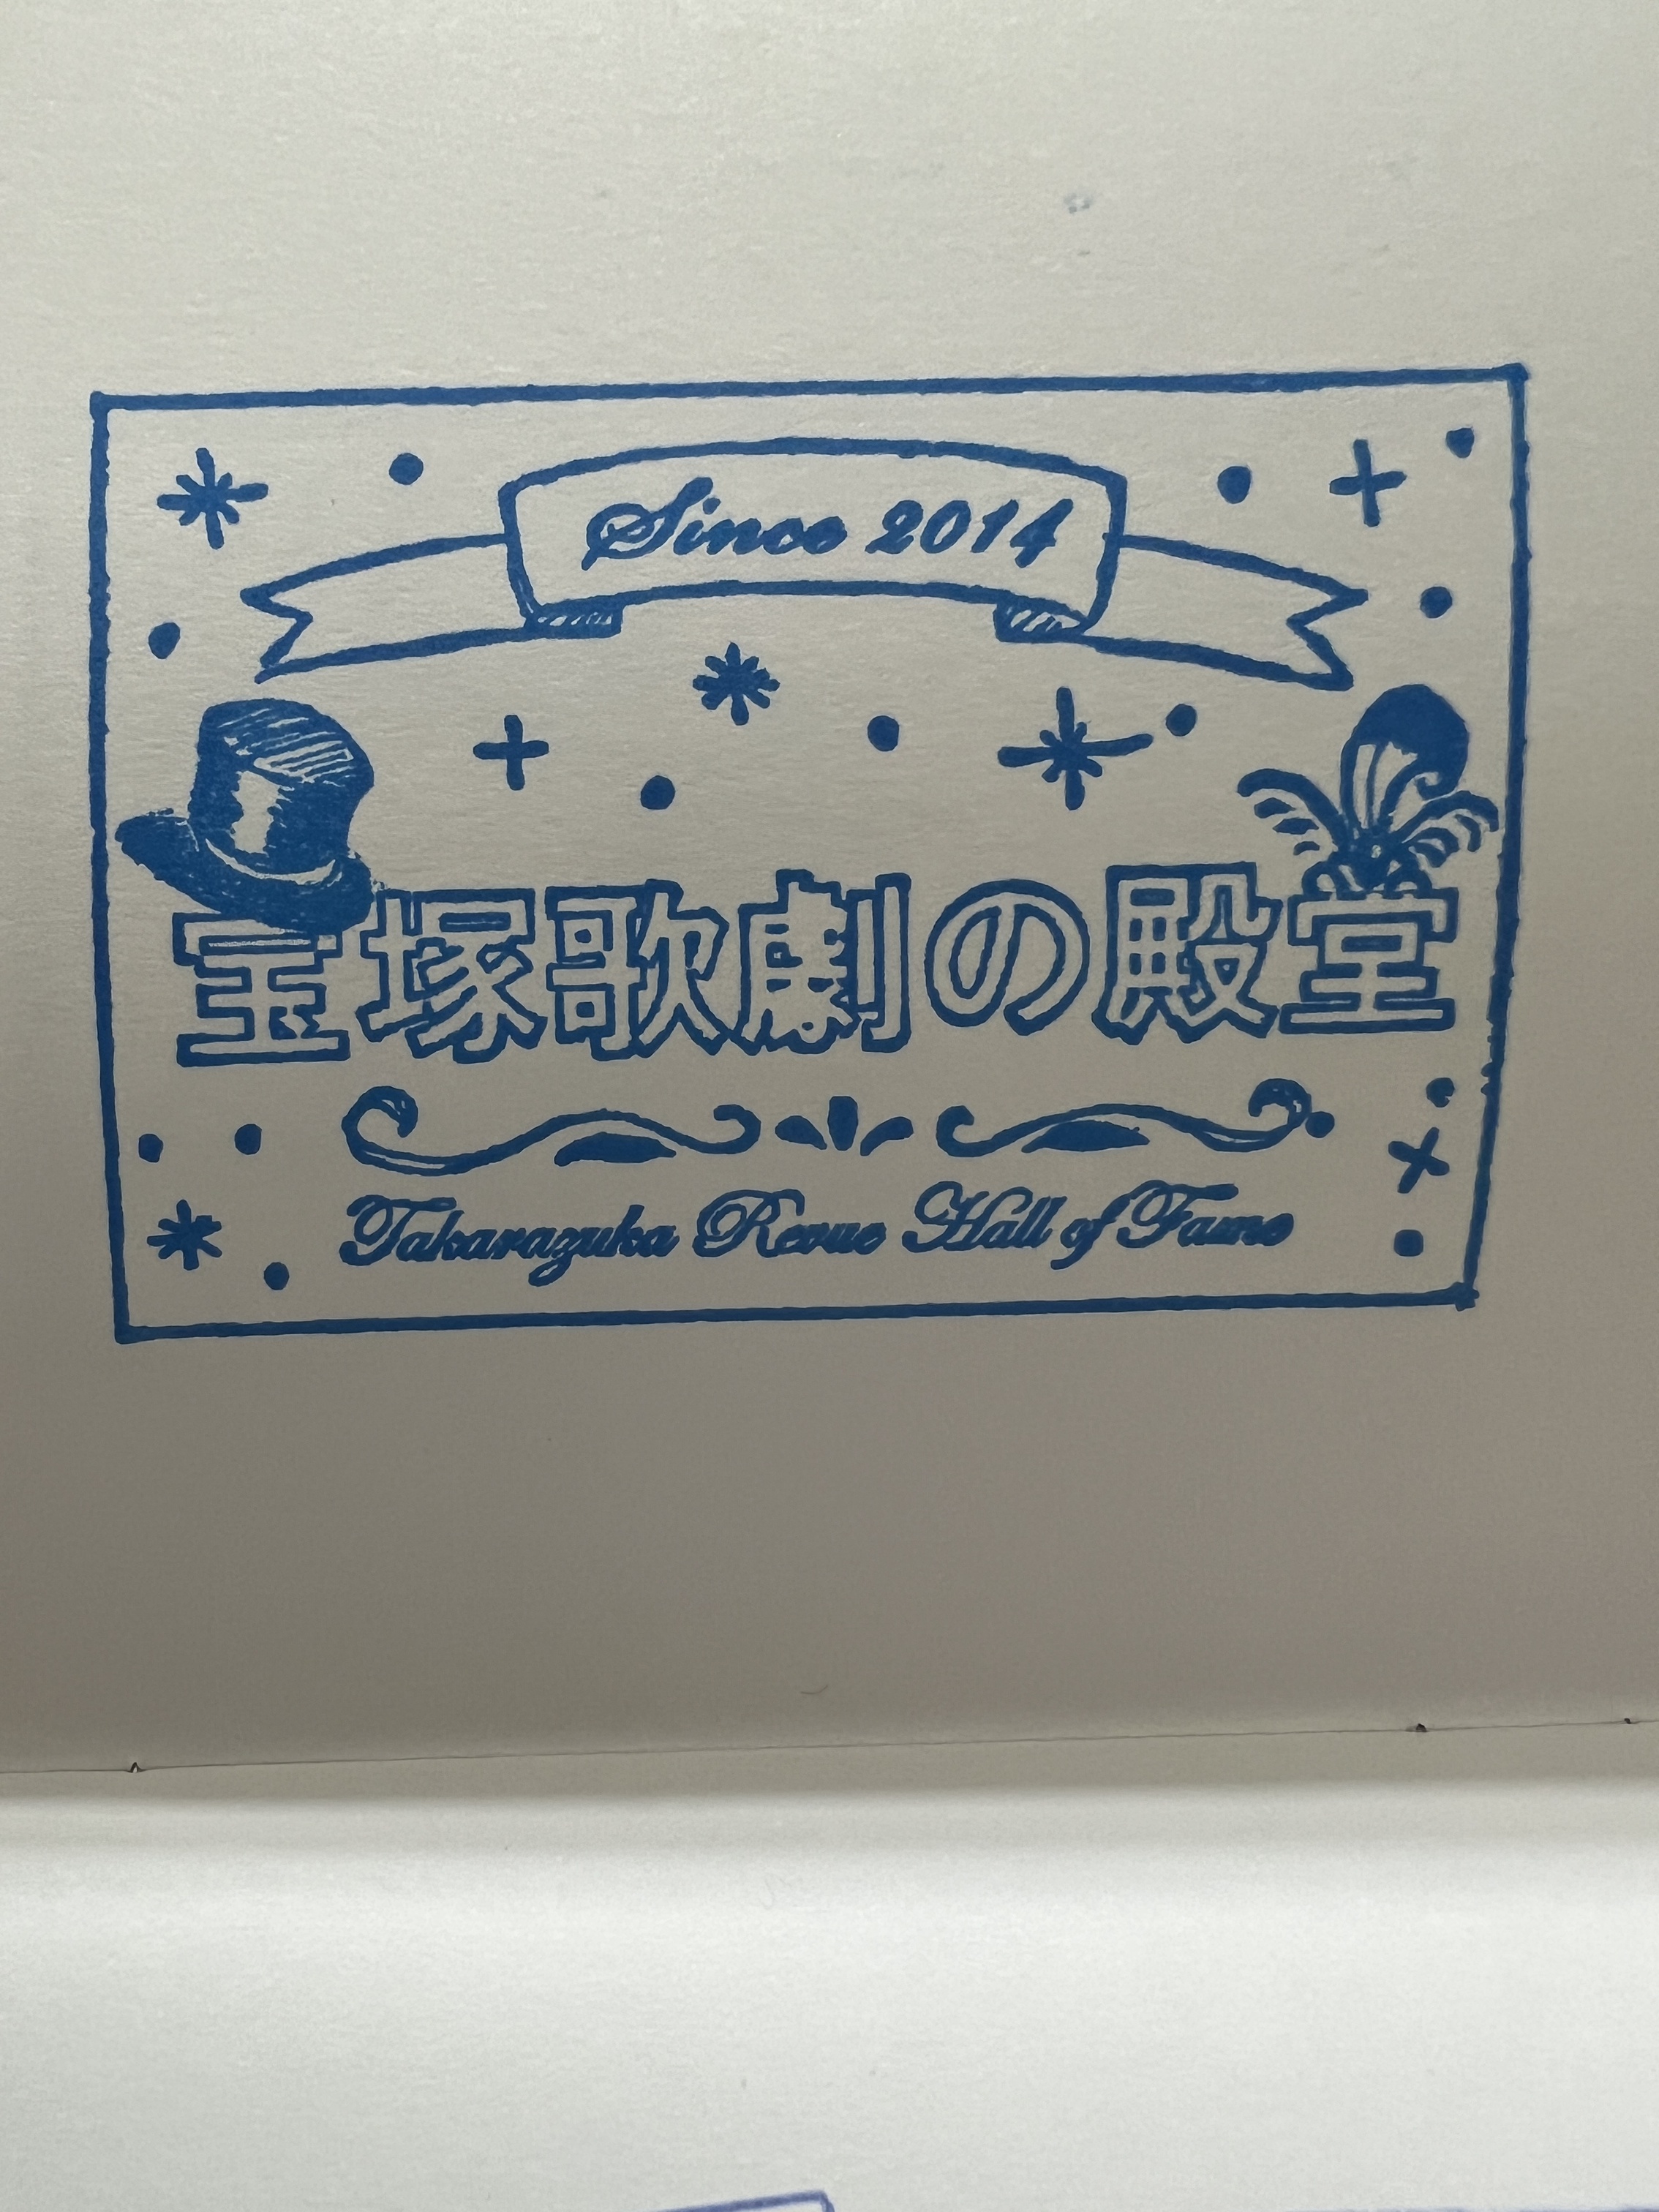 Since 2014
宝塚歌劇の殿堂
Takarazuka Revue Hall of Fame